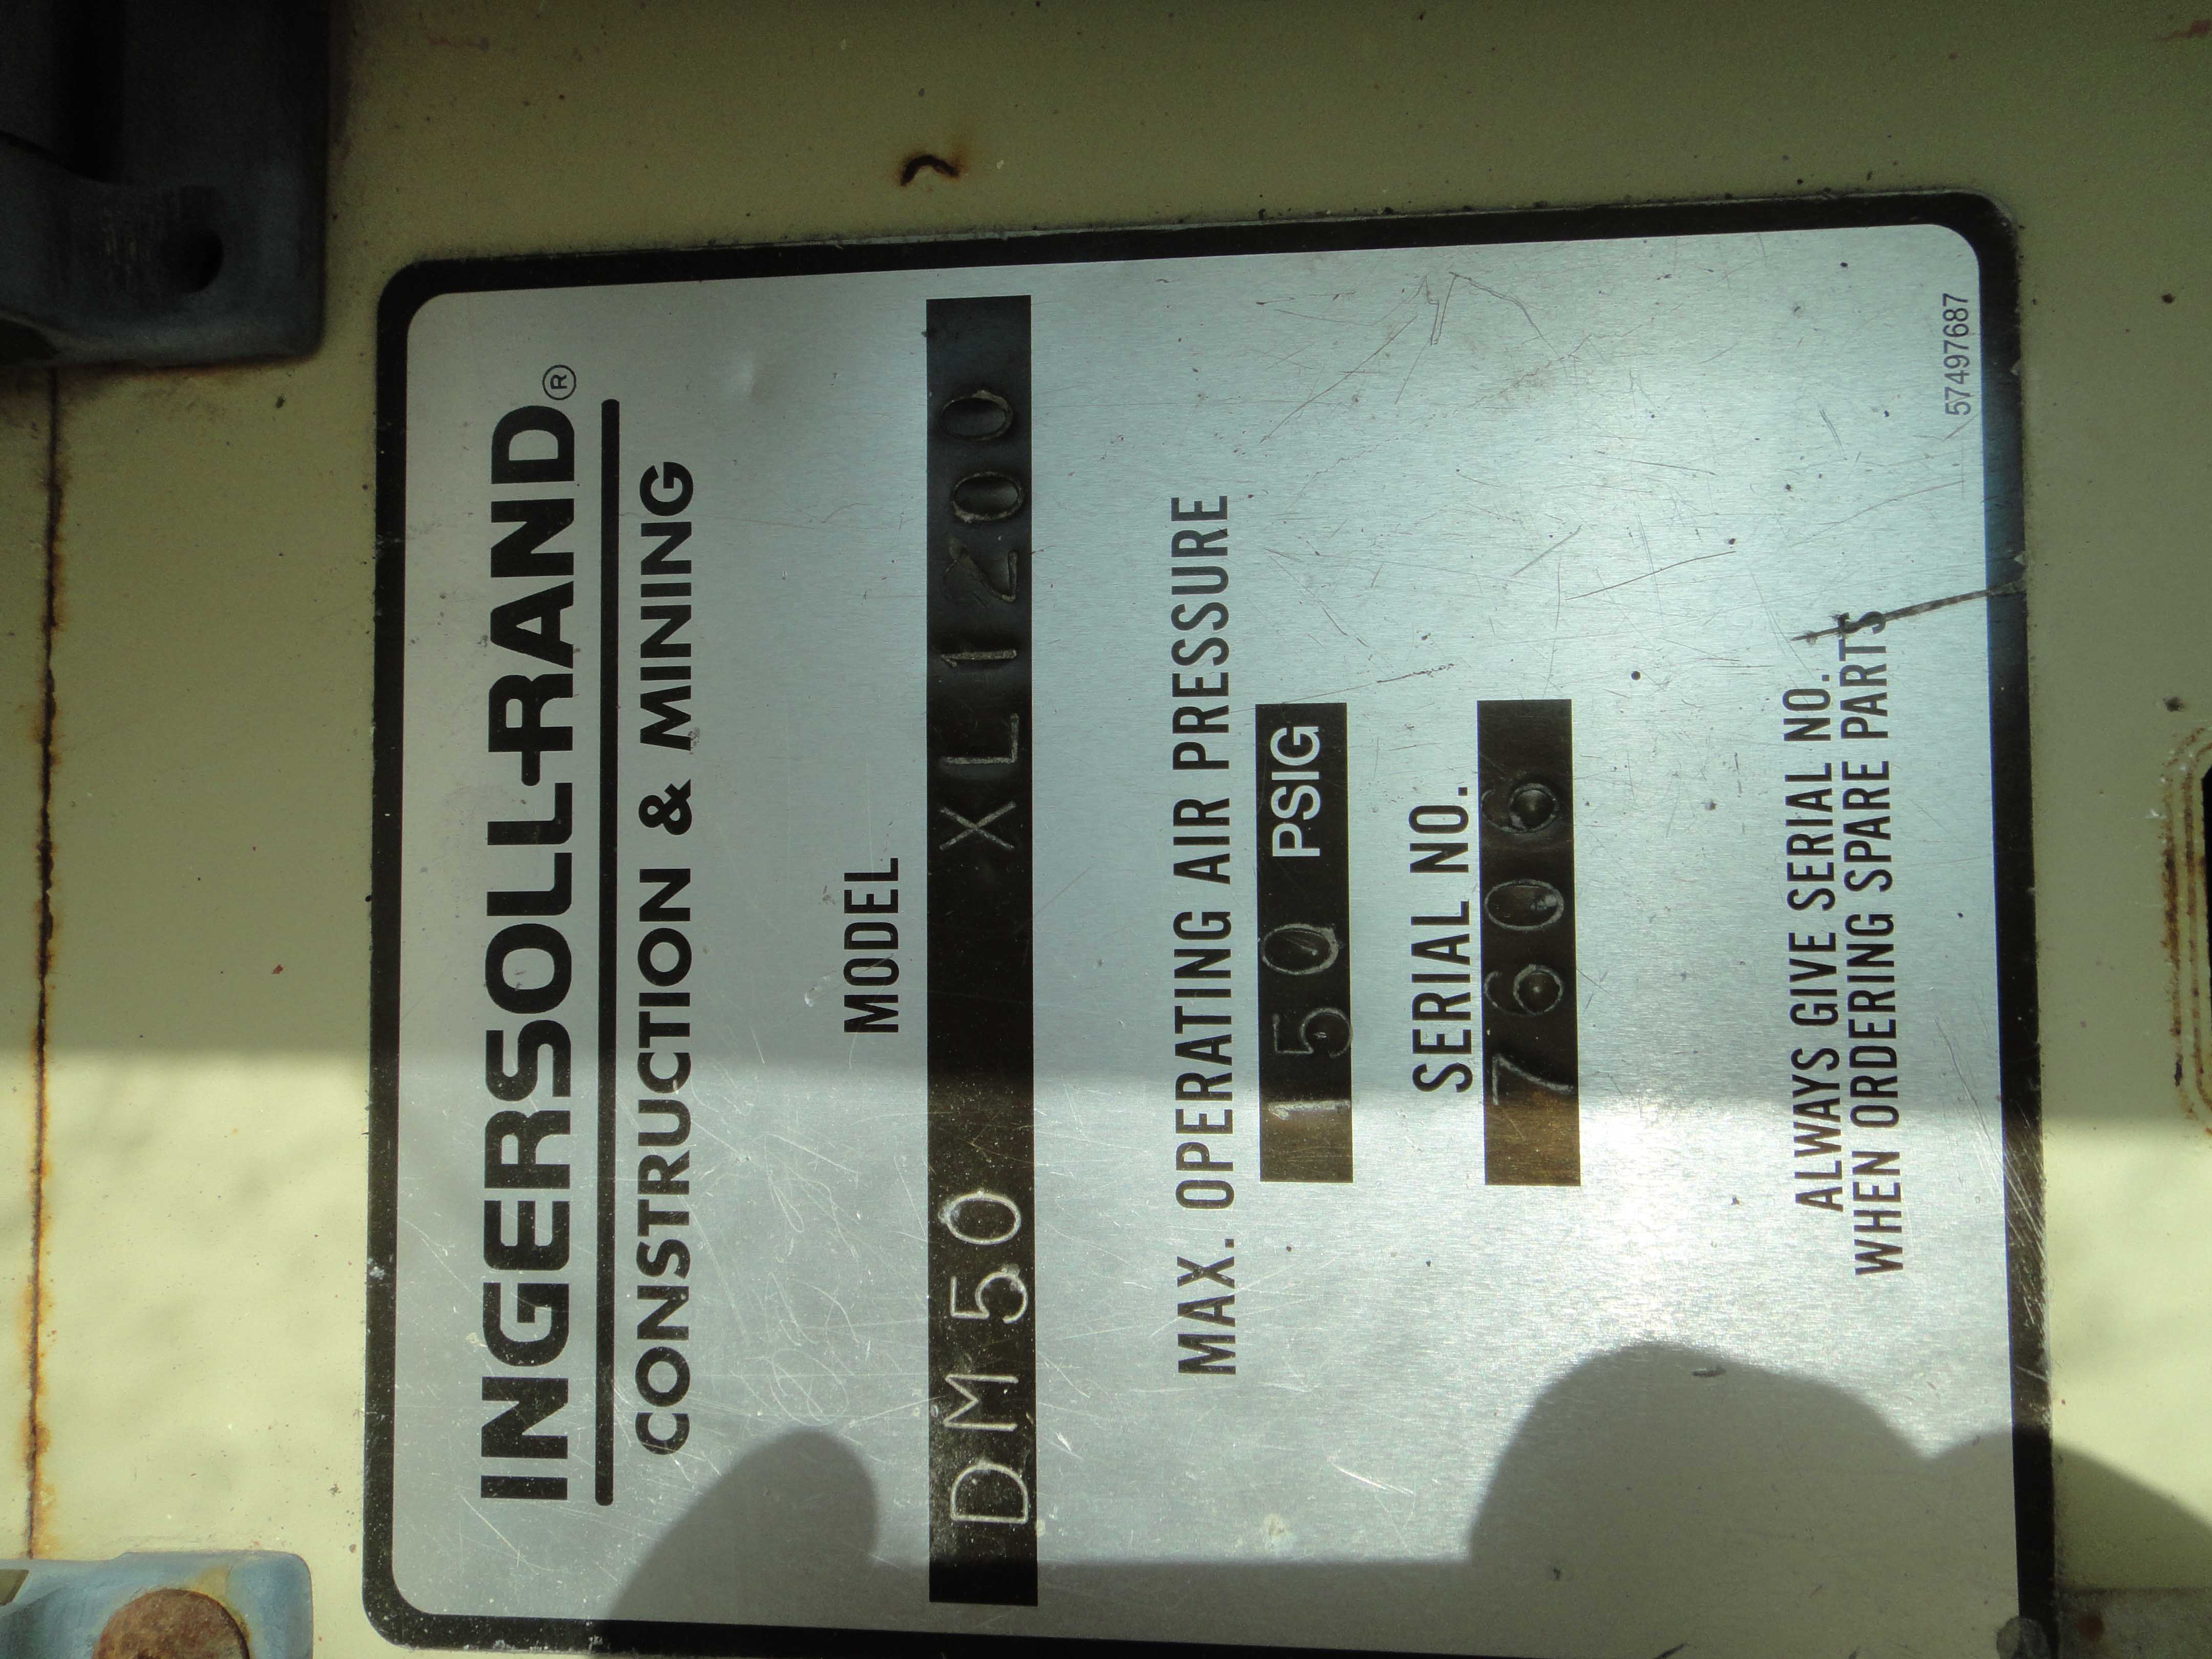 INGERSOLL-RAND®
CONSTRUCTION & MINING
MODEL
DM50 XL1200
MAX. OPERATING AIR PRESSURE
150 PSIG
SERIAL NO.
7606
ALWAYS GIVE SERIAL NO.
WHEN ORDERING SPARE PARTS
57497687